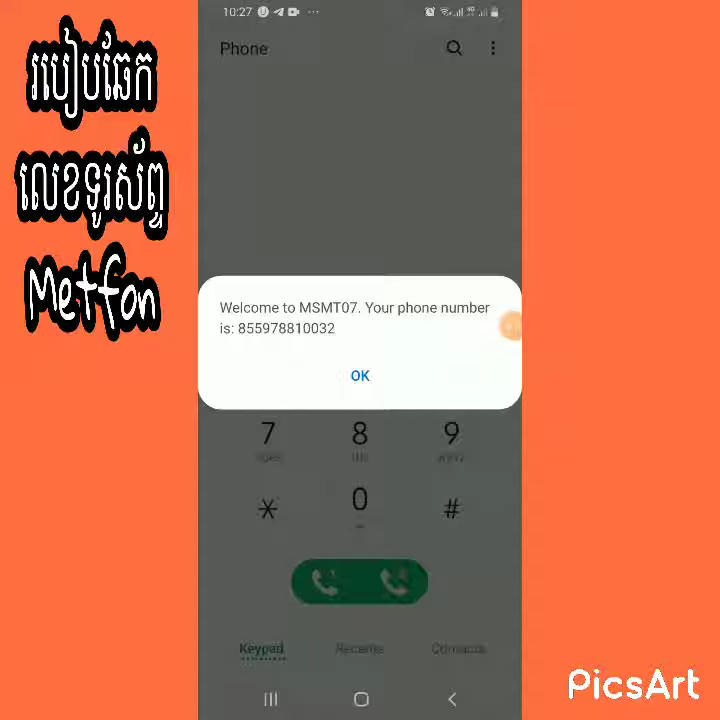 របៀបឆែក
លេខទូរស័ព្ទ
Metfon
10:27
Phone
Welcome to MSMT07. Your phone number
is: 855978810032
OK
7 8 9
* 0 #
Keypad Recents Contacts
PicsArt